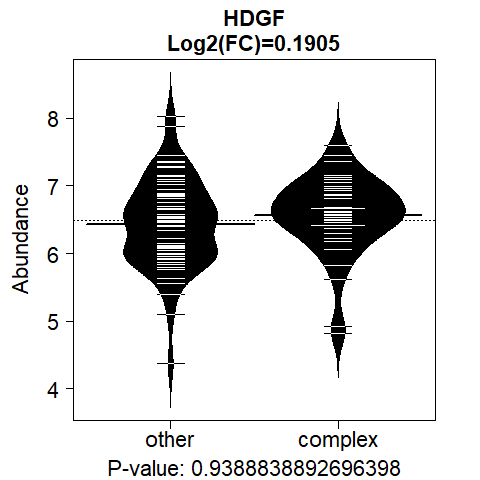 HDGF
Log2(FC)=0.1905
Abundance
8
7
6
5
4
other complex
P-value: 0.9388838892696398